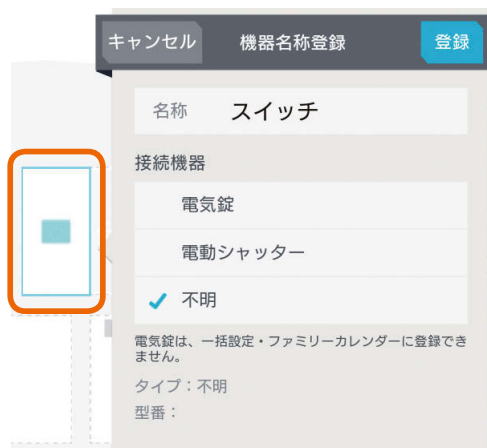 キャンセル 機器名称登録 登録
名称 スイッチ
接続機器
電気錠
電動シャッター
不明
電気錠は、一括設定・ファミリーカレンダーに登録でき
ません。
タイプ：不明
型番：